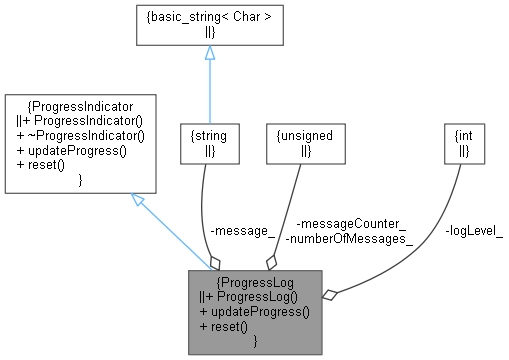 {basic_string< Char >
||}
{ProgressIndicator
||+ ProgressIndicator()
+ ~ProgressIndicator()
+ updateProgress()
+ reset()
}
{string
||}
{unsigned
||}
{int
||}
-message_
-messageCounter_
-numberOfMessages_
-logLevel_
{ProgressLog
||+ ProgressLog()
+ updateProgress()
+ reset()
}